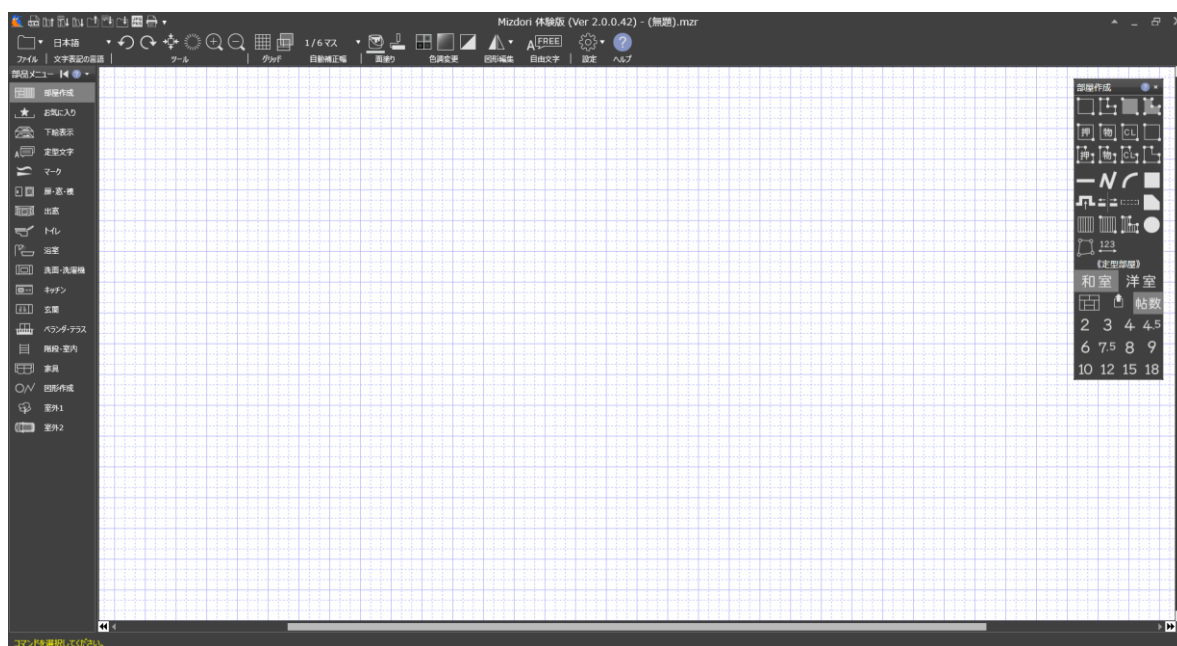 Mizdori 体験版 (Ver 2.0.0.42) - (無題).mzr
日本語 1/6マス FREE
ファイル 文字表記の言語 ツール グリッド 自動補正幅 面塗り 色調変更 図形編集 自由文字 設定 ヘルプ
部品メニュー
部屋作成
お気に入り
下絵表示
定型文字
マーク
扉・窓・襖
出窓
トイレ
浴室
洗面・洗濯機
キッチン
玄関
ベランダ・テラス
階段・室内
家具
図形作成
室外1
室外2
部屋作成
押 物 CL
押 物 CL
123
《定型部屋》
和室 洋室
帖数
2 3 4 4.5
6 7.5 8 9
10 12 15 18
コマンドを選択してください。